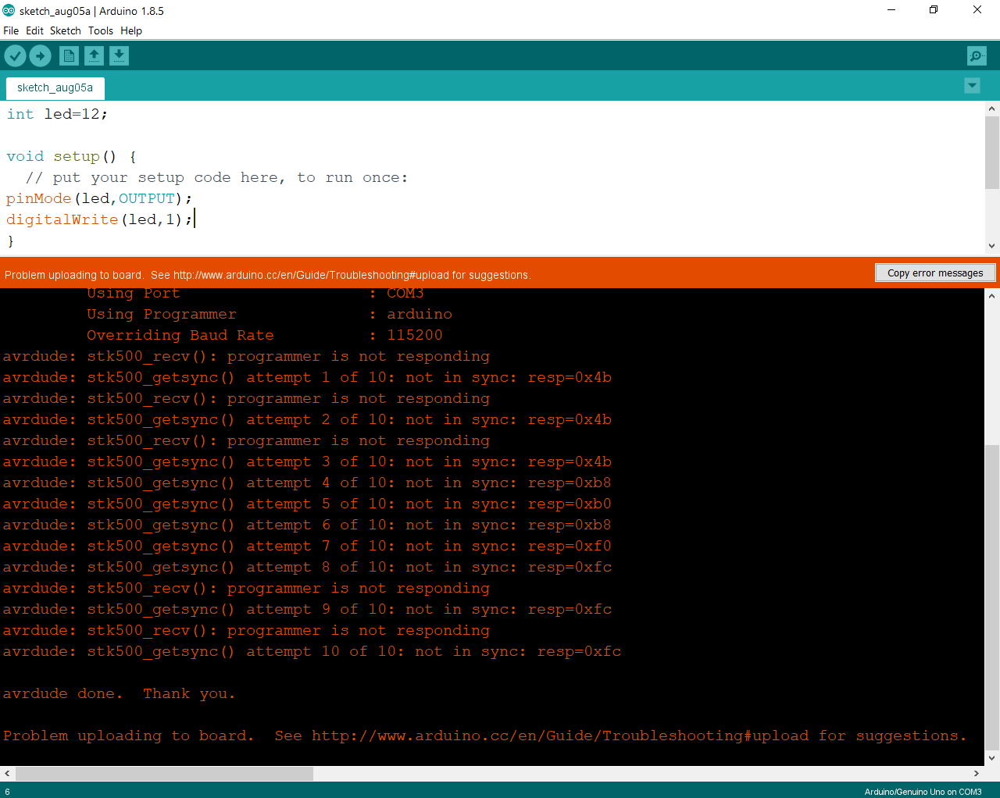 sketch_aug05a | Arduino 1.8.5
File Edit Sketch Tools Help
sketch_aug05a
int led=12;
void setup() {
  // put your setup code here, to run once:
pinMode(led,OUTPUT);
digitalWrite(led,1);
}
Problem uploading to board.  See http://www.arduino.cc/en/Guide/Troubleshooting#upload for suggestions.
Copy error messages
Using Port : COM3
Using Programmer : arduino
Overriding Baud Rate : 115200
avrdude: stk500_recv(): programmer is not responding
avrdude: stk500_getsync() attempt 1 of 10: not in sync: resp=0x4b
avrdude: stk500_recv(): programmer is not responding
avrdude: stk500_getsync() attempt 2 of 10: not in sync: resp=0x4b
avrdude: stk500_recv(): programmer is not responding
avrdude: stk500_getsync() attempt 3 of 10: not in sync: resp=0x4b
avrdude: stk500_getsync() attempt 4 of 10: not in sync: resp=0xb8
avrdude: stk500_getsync() attempt 5 of 10: not in sync: resp=0xb0
avrdude: stk500_getsync() attempt 6 of 10: not in sync: resp=0xb8
avrdude: stk500_getsync() attempt 7 of 10: not in sync: resp=0xf0
avrdude: stk500_getsync() attempt 8 of 10: not in sync: resp=0xfc
avrdude: stk500_recv(): programmer is not responding
avrdude: stk500_getsync() attempt 9 of 10: not in sync: resp=0xfc
avrdude: stk500_recv(): programmer is not responding
avrdude: stk500_getsync() attempt 10 of 10: not in sync: resp=0xfc
avrdude done.  Thank you.
Problem uploading to board.  See http://www.arduino.cc/en/Guide/Troubleshooting#upload for suggestions.
6
Arduino/Genuino Uno on COM3